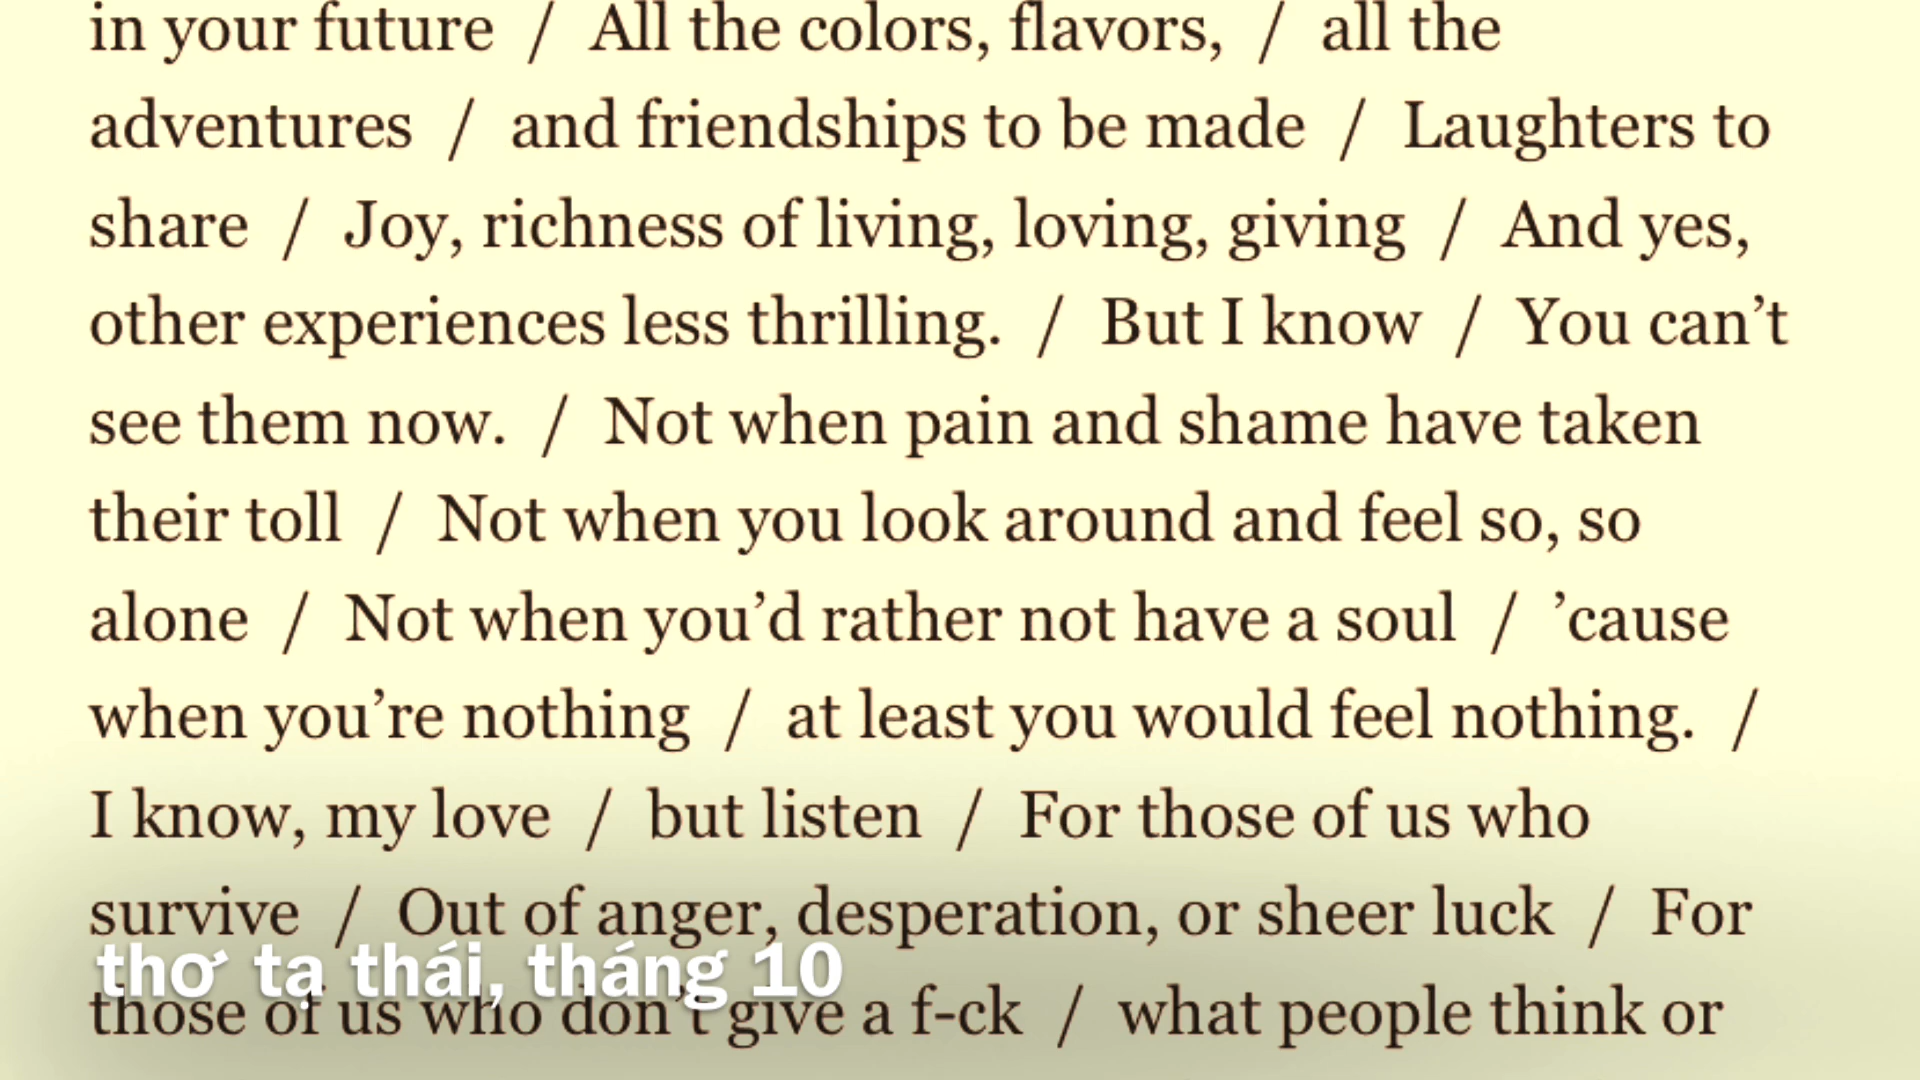 in your future / All the colors, flavors, / all the
adventures / and friendships to be made / Laughters to
share / Joy, richness of living, loving, giving / And yes,
other experiences less thrilling. / But I know / You can’t
see them now. / Not when pain and shame have taken
their toll / Not when you look around and feel so, so
alone / Not when you’d rather not have a soul / ’cause
when you’re nothing / at least you would feel nothing. /
I know, my love / but listen / For those of us who
survive / Out of anger, desperation, or sheer luck / For
thơ tạ thái, tháng 10
those of us who don’t give a f-ck / what people think or